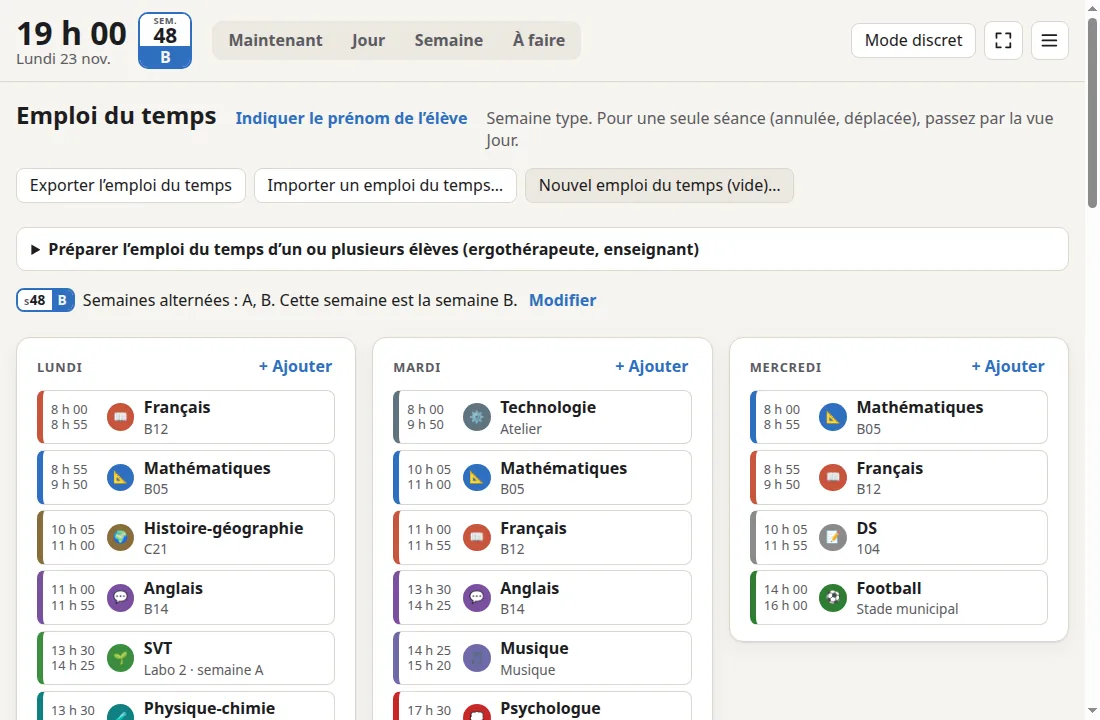 19 h 00
Lundi 23 nov.
SEM.
48
B
Maintenant
Jour
Semaine
À faire
Mode discret
Emploi du temps
Indiquer le prénom de l’élève
Semaine type. Pour une seule séance (annulée, déplacée), passez par la vue
Jour.
Exporter l’emploi du temps
Importer un emploi du temps…
Nouvel emploi du temps (vide)…
Préparer l’emploi du temps d’un ou plusieurs élèves (ergothérapeute, enseignant)
s48 B
Semaines alternées : A, B. Cette semaine est la semaine B.
Modifier
LUNDI
+ Ajouter
8 h 00
8 h 55
Français
B12
8 h 55
9 h 50
Mathématiques
B05
10 h 05
11 h 00
Histoire-géographie
C21
11 h 00
11 h 55
Anglais
B14
13 h 30
14 h 25
SVT
Labo 2 · semaine A
13 h 30
Physique-chimie
MARDI
+ Ajouter
8 h 00
9 h 50
Technologie
Atelier
10 h 05
11 h 00
Mathématiques
B05
11 h 00
11 h 55
Français
B12
13 h 30
14 h 25
Anglais
B14
14 h 25
15 h 20
Musique
Musique
17 h 30
Psychologue
MERCREDI
+ Ajouter
8 h 00
8 h 55
Mathématiques
B05
8 h 55
9 h 50
Français
B12
10 h 05
11 h 55
DS
104
14 h 00
16 h 00
Football
Stade municipal